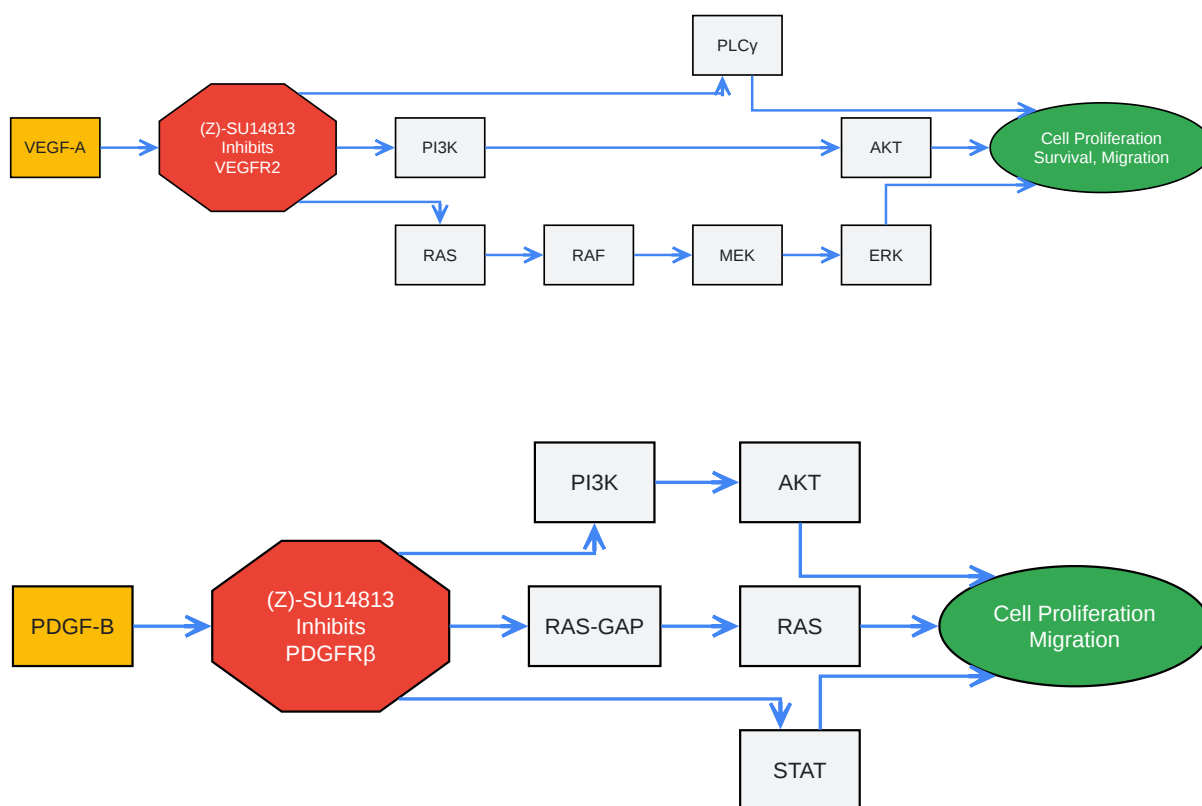 PLCγ
VEGF-A
(Z)-SU14813
Inhibits
VEGFR2
PI3K
AKT
Cell Proliferation
Survival, Migration
RAS
RAF
MEK
ERK
PI3K
AKT
PDGF-B
(Z)-SU14813
Inhibits
PDGFRβ
RAS-GAP
RAS
Cell Proliferation
Migration
STAT